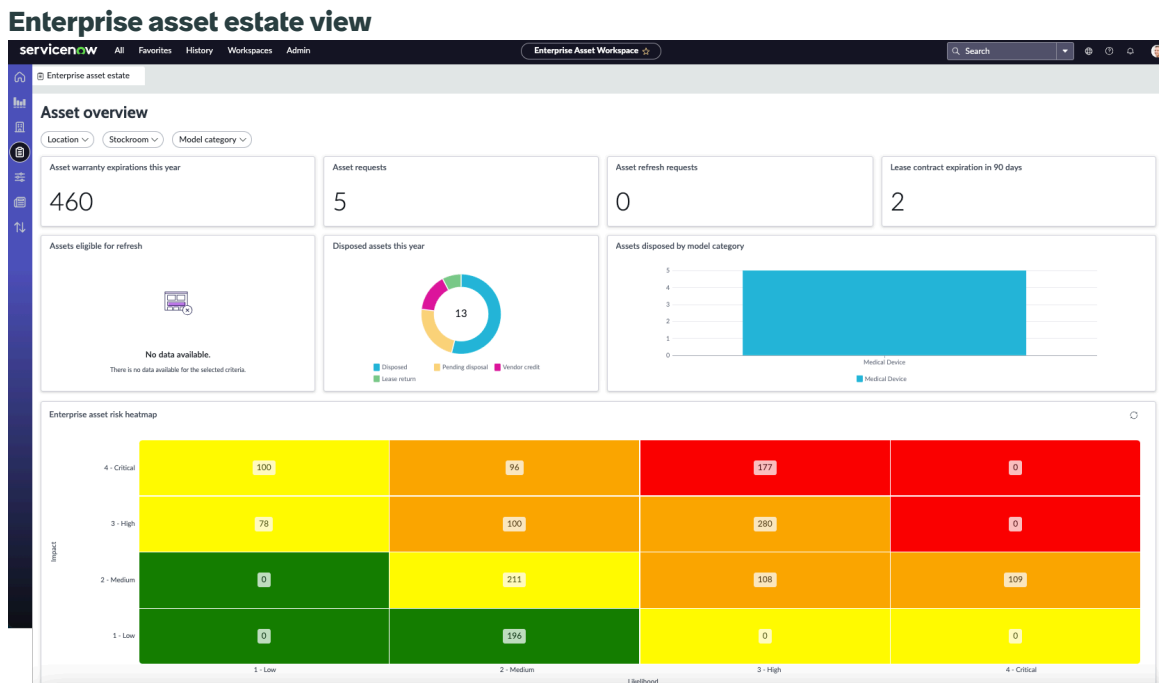 Enterprise asset estate view
servicenow All Favorites History Workspaces Admin Enterprise Asset Workspace ☆ Search
Enterprise asset estate
Asset overview
Location Stockroom Model category
Asset warranty expirations this year
460
Asset requests
5
Asset refresh requests
0
Lease contract expiration in 90 days
2
Assets eligible for refresh
No data available.
There is no data available for the selected criteria.
Disposed assets this year
13
Disposed Pending disposal Vendor credit
Lease return
Assets disposed by model category
5
4
3
2
1
0
Medical Device
Medical Device
Enterprise asset risk heatmap
Impact
4 - Critical 100 96 177 0
3 - High 78 100 280 0
2 - Medium 0 211 108 109
1 - Low 0 196 0 0
1 - Low 2 - Medium 3 - High 4 - Critical
Likelihood